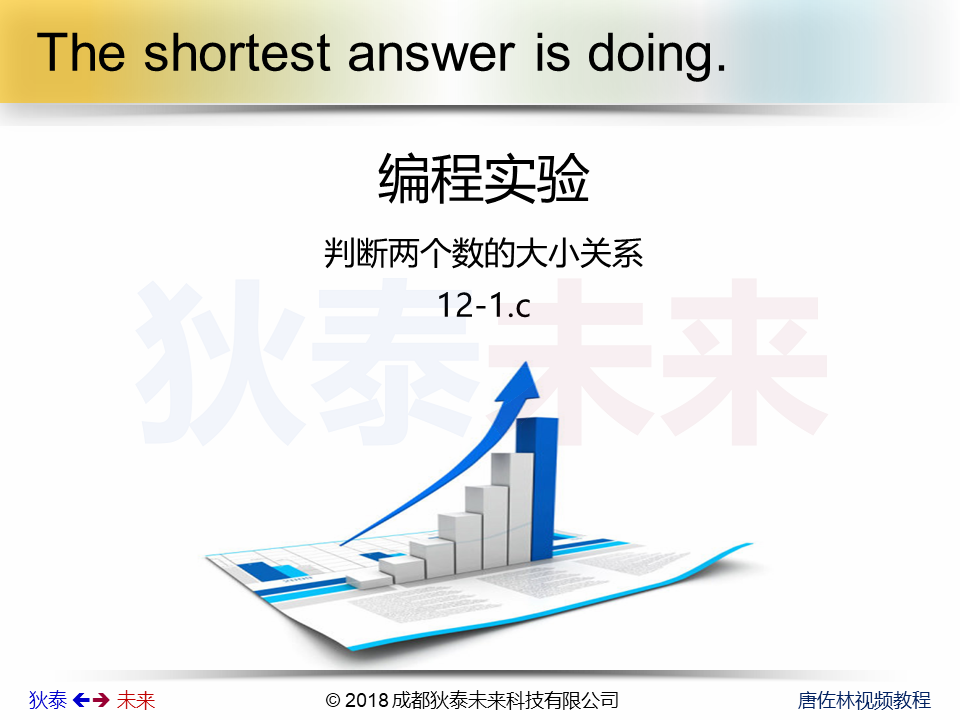 The shortest answer is doing.
编程实验
判断两个数的大小关系
12-1.c
狄泰未来
狄泰 🡸🡺 未来
© 2018 成都狄泰未来科技有限公司
唐佐林视频教程